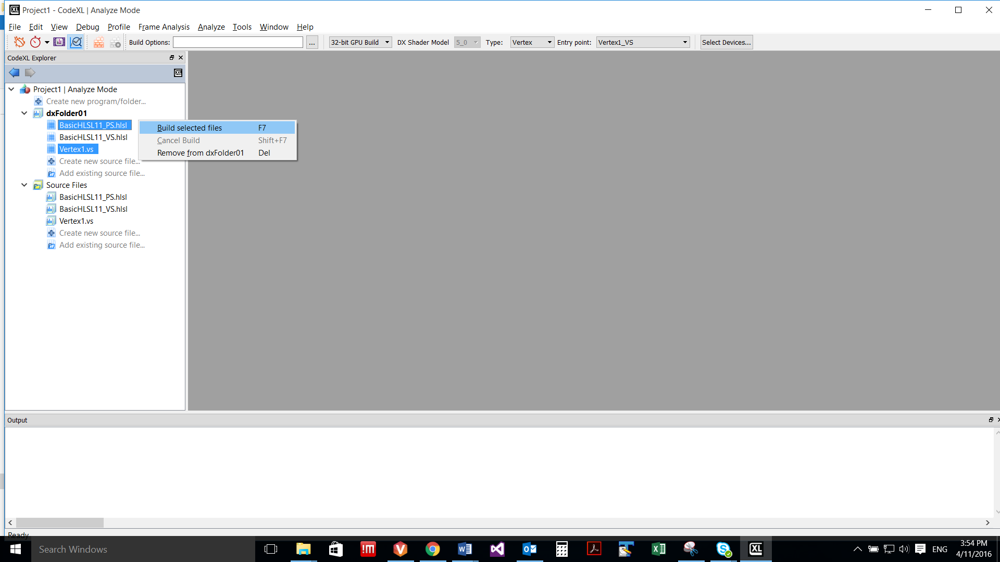 XL Project1 - CodeXL | Analyze Mode
File Edit View Debug Profile Frame Analysis Analyze Tools Window Help
Build Options: ... 32-bit GPU Build DX Shader Model 5_0 Type: Vertex Entry point: Vertex1_VS Select Devices...
CodeXL Explorer
XL
Project1 | Analyze Mode
Create new program/folder...
dxFolder01
BasicHLSL11_PS.hlsl
BasicHLSL11_VS.hlsl
Vertex1.vs
Create new source file...
Add existing source file...
Build selected files F7
Cancel Build Shift+F7
Remove from dxFolder01 Del
Source Files
BasicHLSL11_PS.hlsl
BasicHLSL11_VS.hlsl
Vertex1.vs
Create new source file...
Add existing source file...
Output
Ready
Search Windows
ENG
3:54 PM
4/11/2016